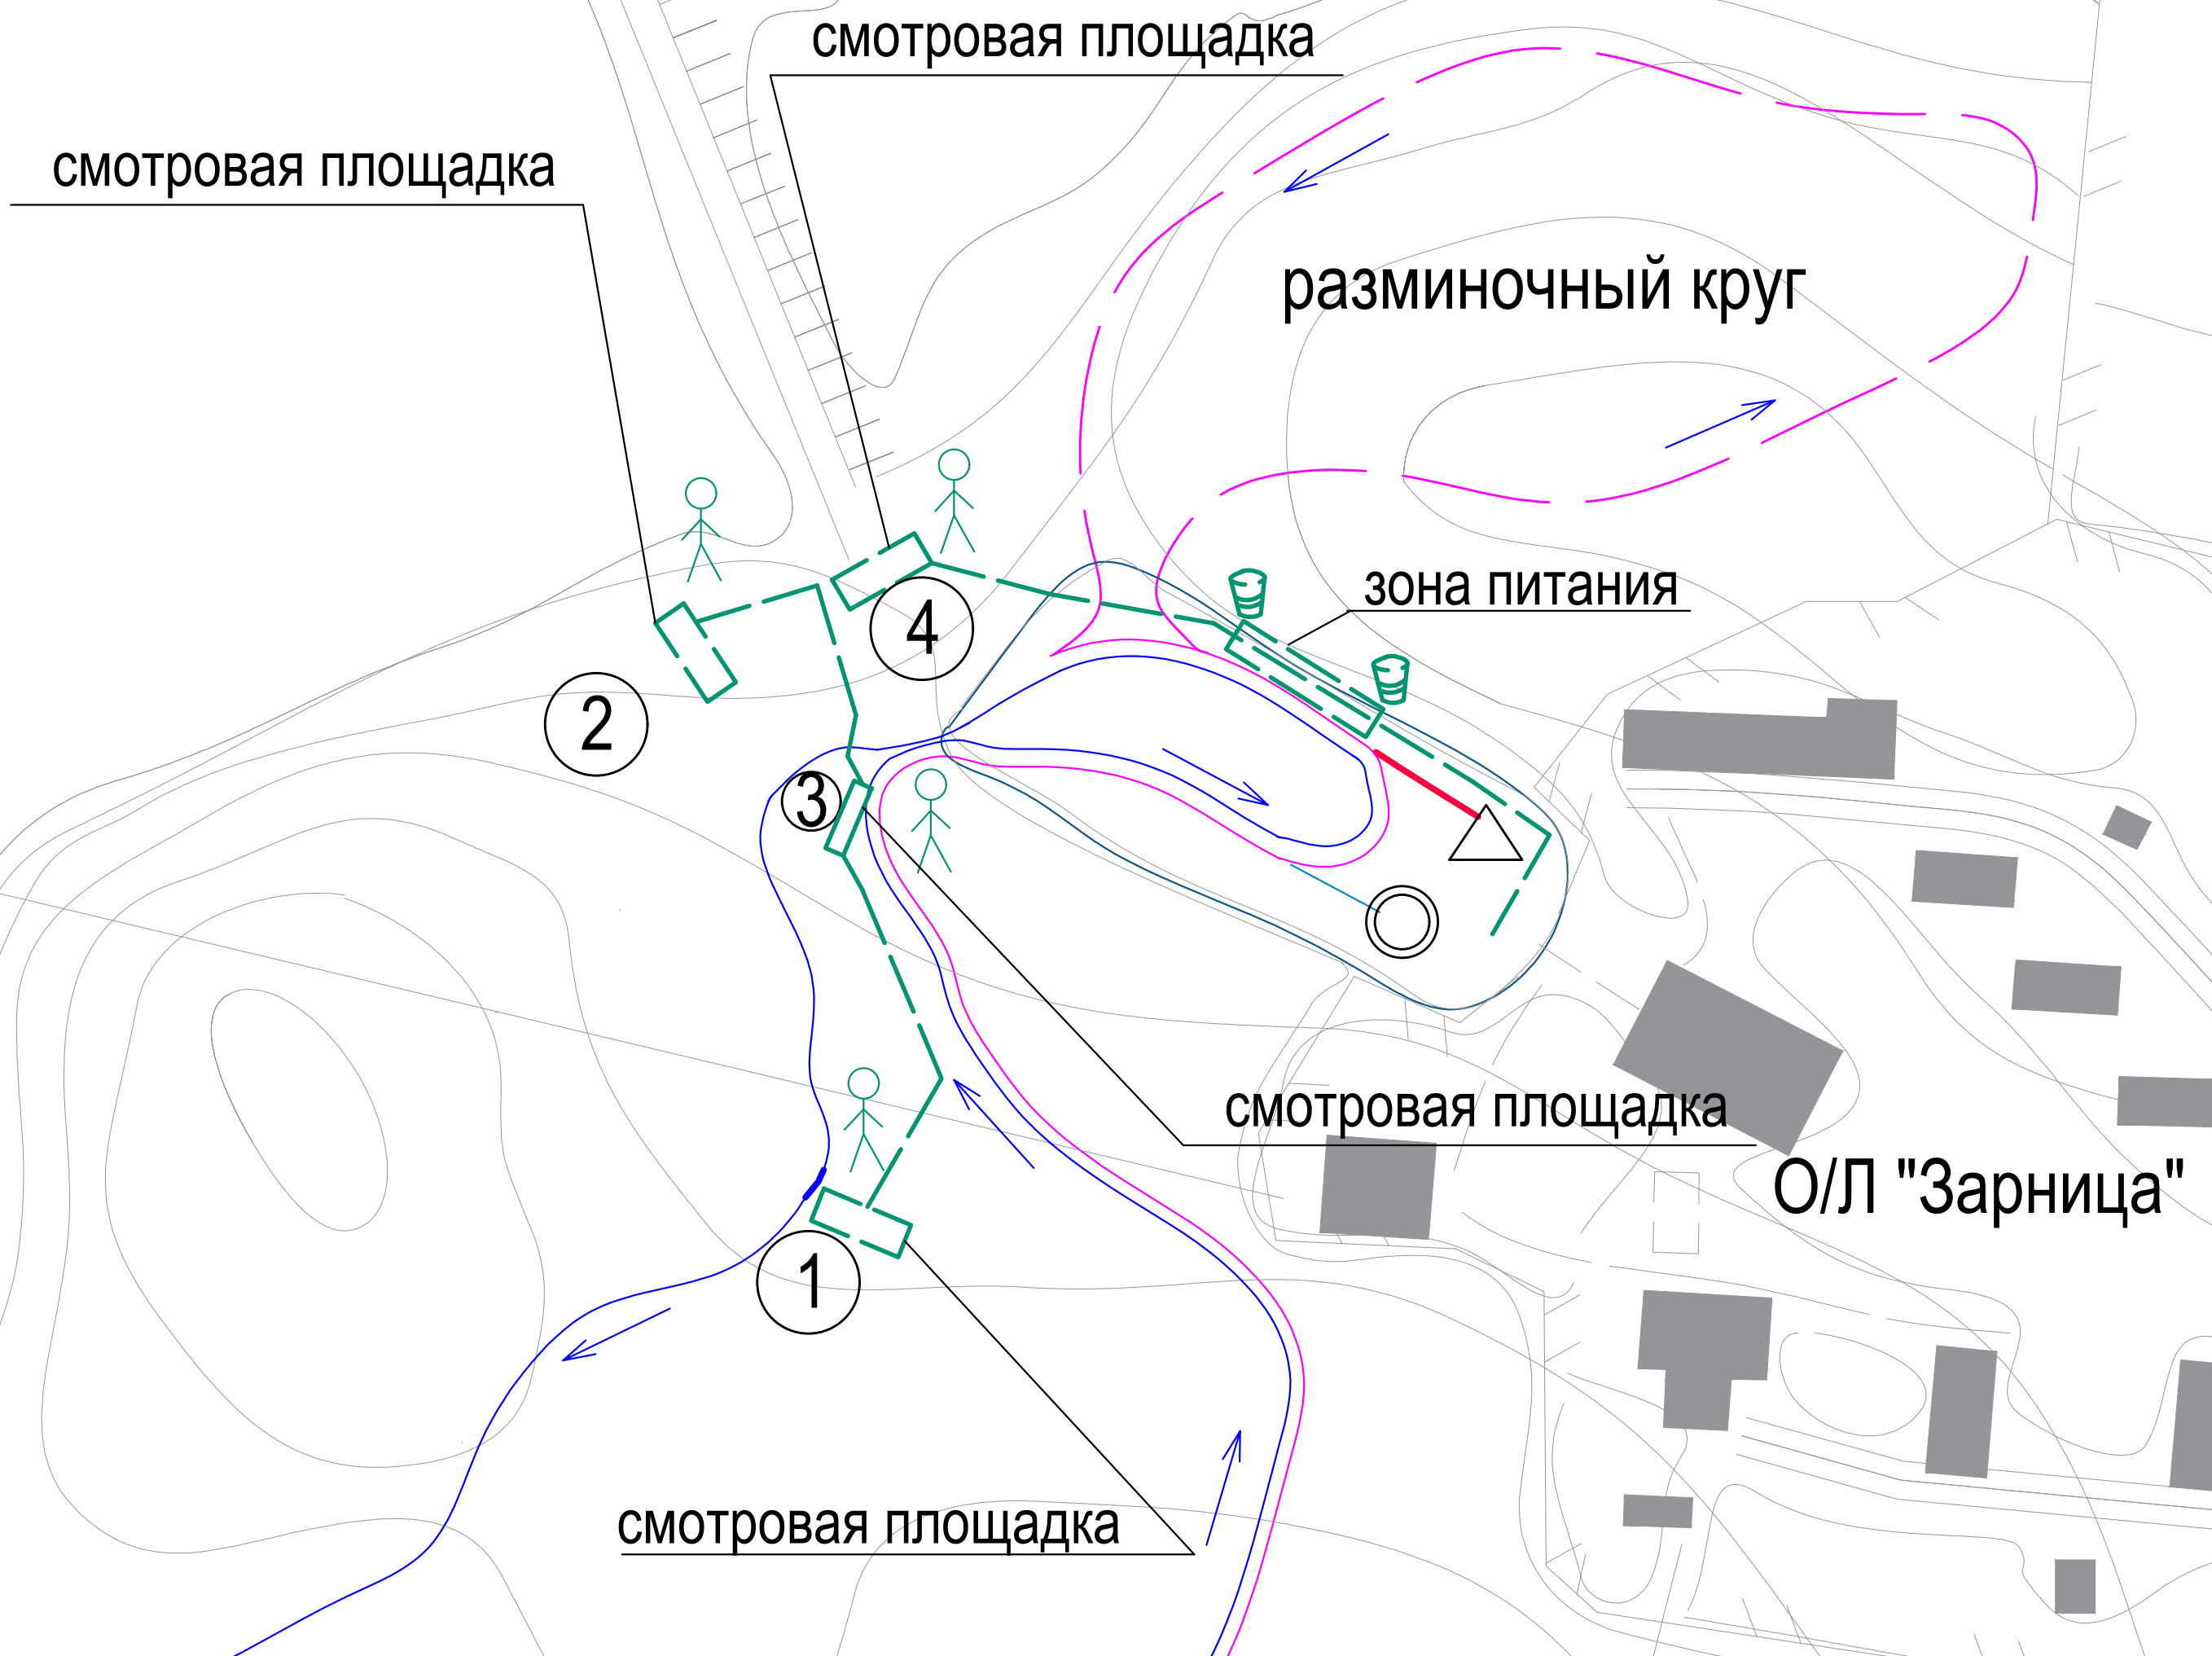 смотровая площадка
смотровая площадка
разминочный круг
зона питания
4
2
3
смотровая площадка
О/Л "Зарница"
1
смотровая площадка